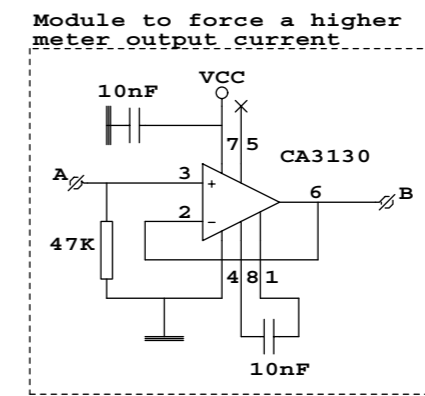 Module to force a higher
meter output current
VCC
10nF
7 5
CA3130
A
3
+
6
B
2
-
47K
4 8 1
10nF